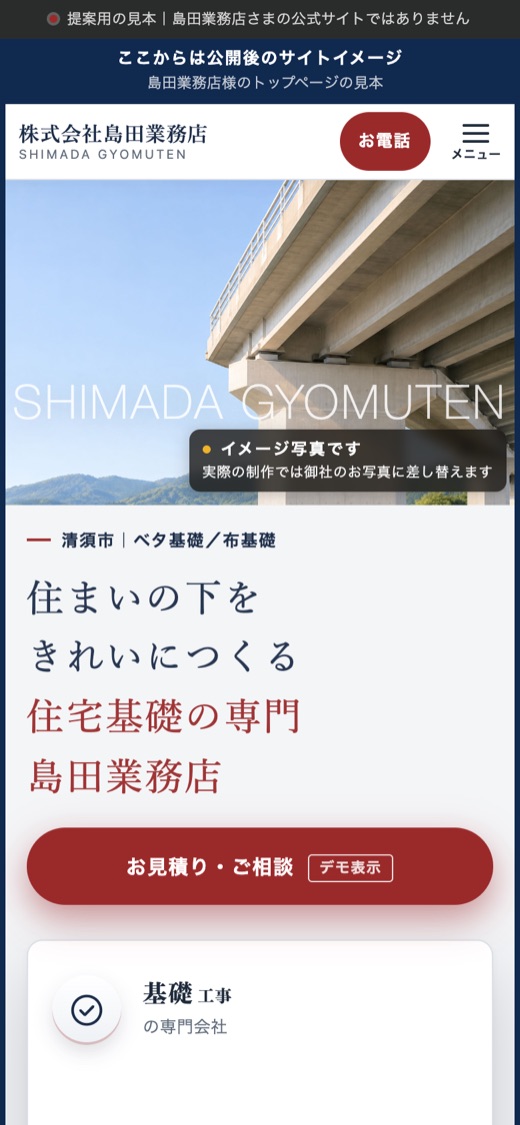 提案用の見本｜島田業務店さまの公式サイトではありません
ここからは公開後のサイトイメージ
島田業務店様のトップページの見本
株式会社島田業務店
SHIMADA GYOMUTEN
お電話
メニュー
SHIMADA GYOMUTEN
イメージ写真です
実際の制作では御社のお写真に差し替えます
清須市｜ベタ基礎／布基礎
住まいの下を
きれいにつくる
住宅基礎の専門
島田業務店
お見積り・ご相談 デモ表示
基礎 工事
の専門会社